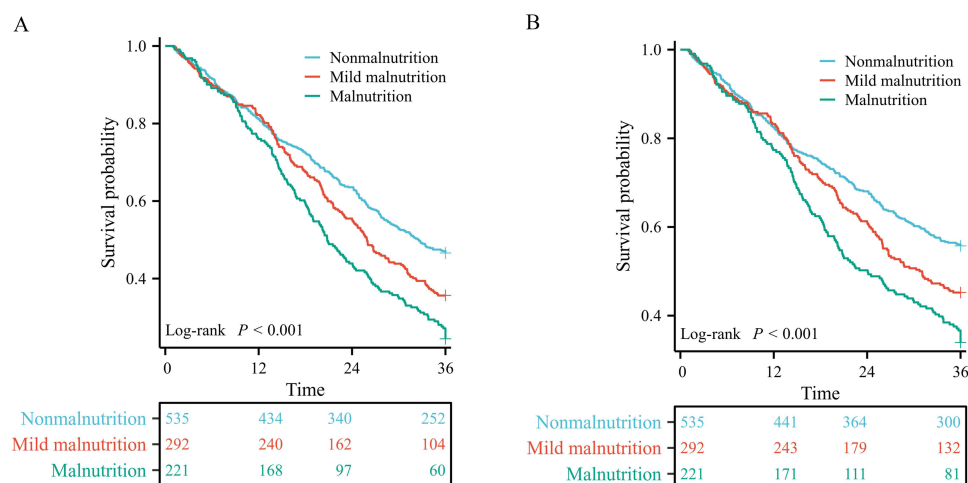 A
1.0
0.8
0.6
0.4
Survival probability
Nonmalnutrition
Mild malnutrition
Malnutrition
Log-rank P < 0.001
0 12 24 36
Time
Nonmalnutrition 535 434 340 252
Mild malnutrition 292 240 162 104
Malnutrition 221 168 97 60
B
1.0
0.8
0.6
0.4
Survival probability
Nonmalnutrition
Mild malnutrition
Malnutrition
Log-rank P < 0.001
0 12 24 36
Time
Nonmalnutrition 535 441 364 300
Mild malnutrition 292 243 179 132
Malnutrition 221 171 111 81